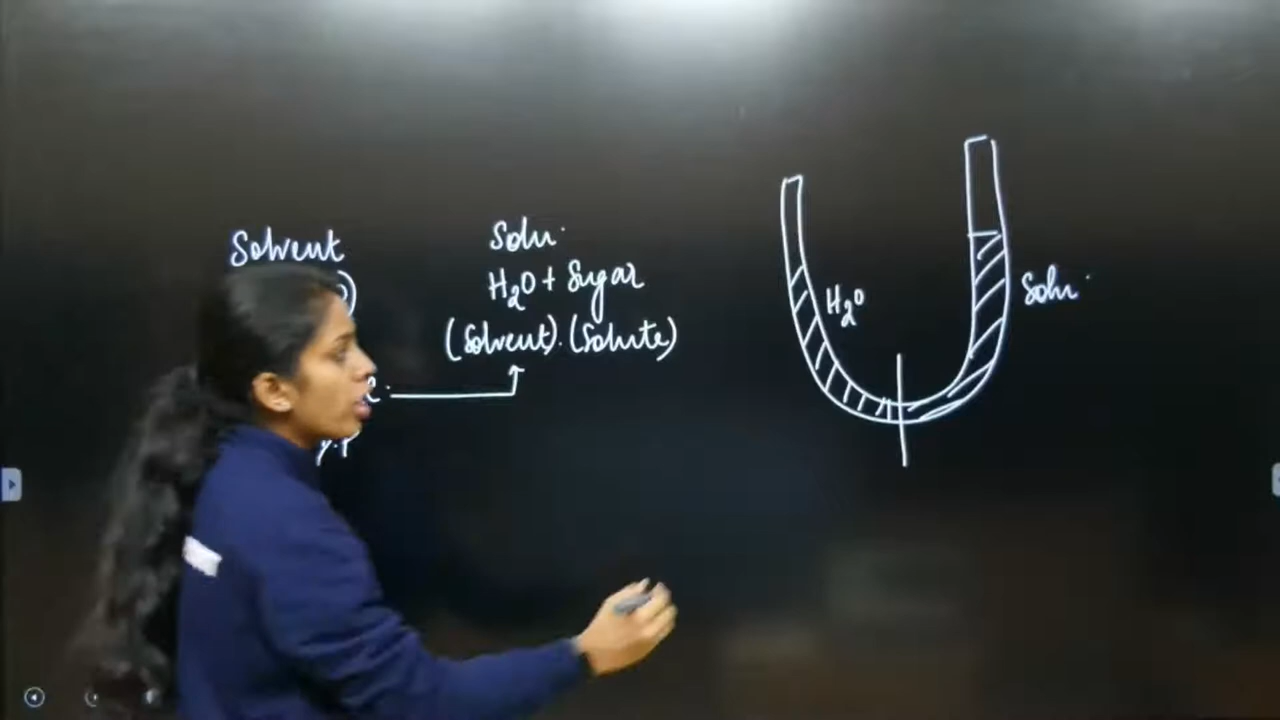 Solvent
Soln.
H2O + Sugar
(Solvent). (Solute)
H2O
Soln.